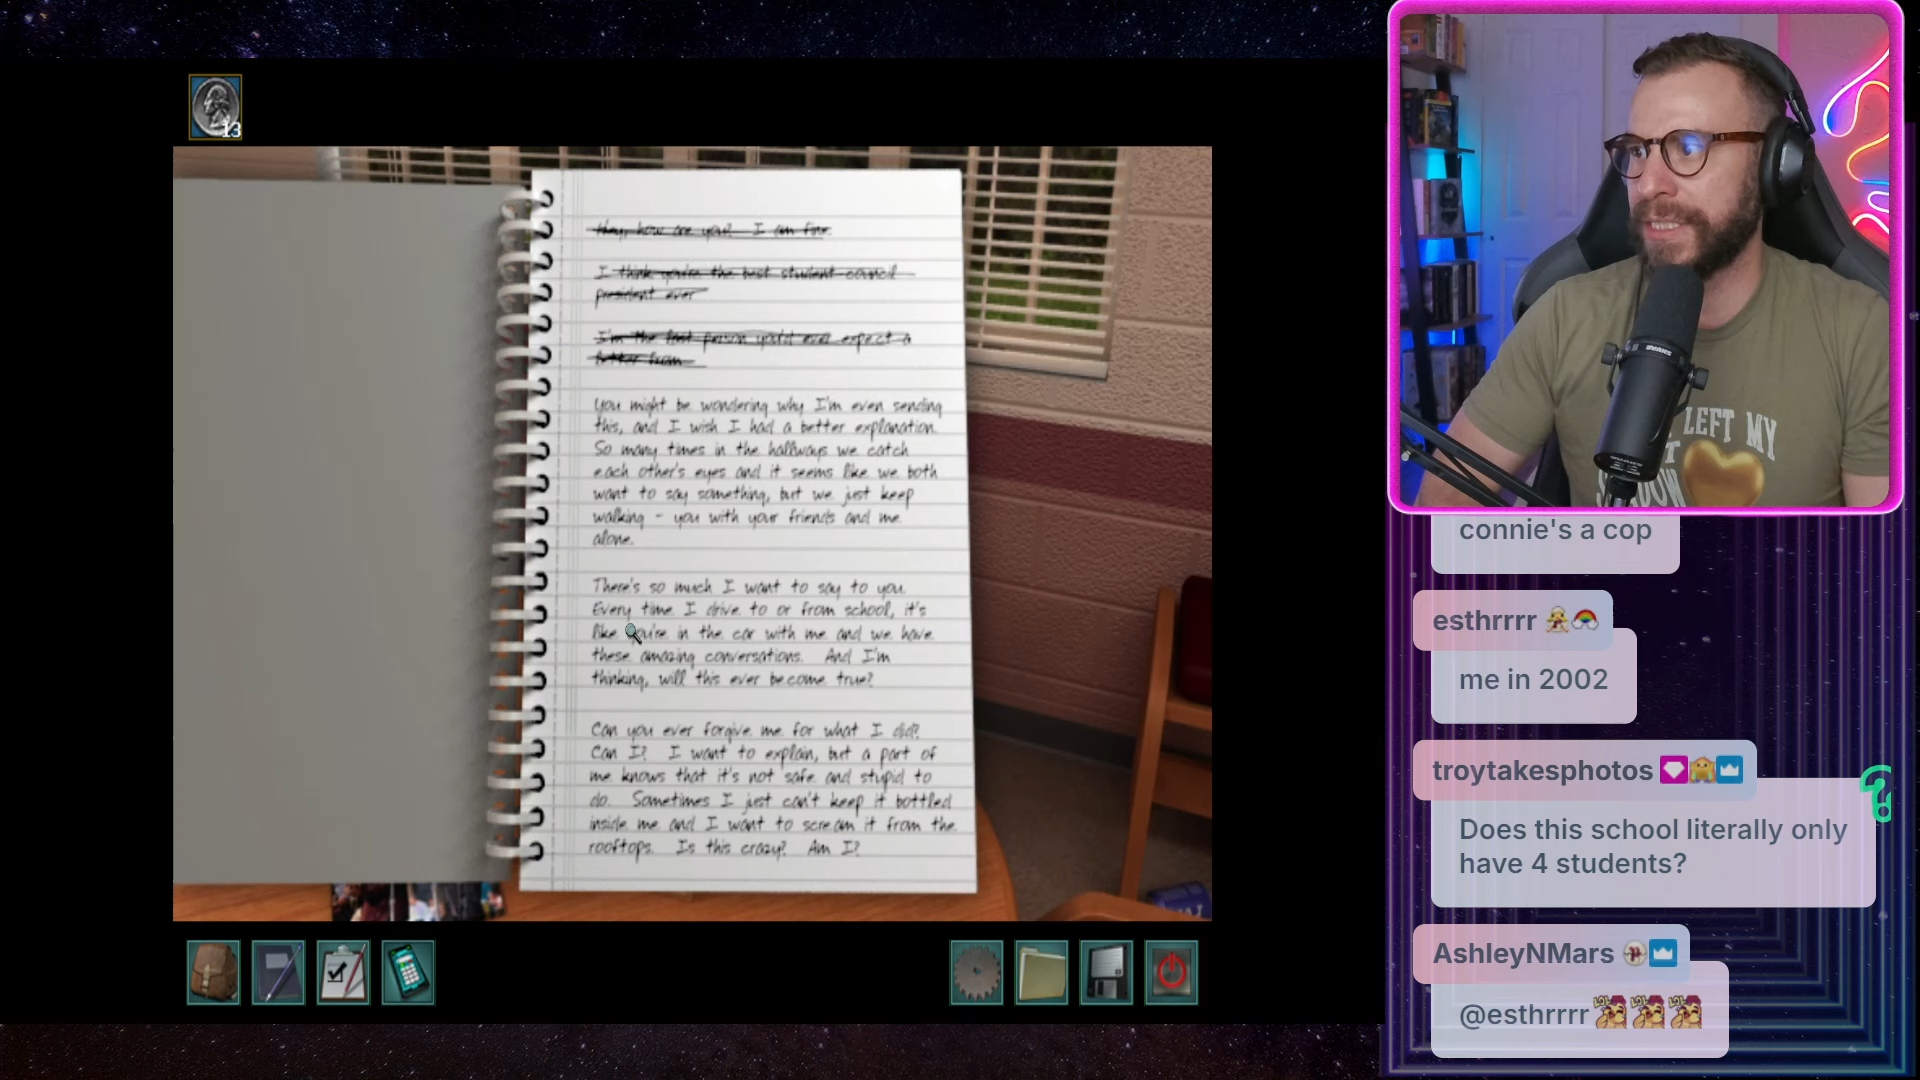 13
Hey, how are you? I am fine
I think you're the best student council
president ever
I'm the last person you'd ever expect a
letter from
You might be wondering why I'm even sending
this, and I wish I had a better explanation.
So many times in the hallways we catch
each other's eyes and it seems like we both
want to say something, but we just keep
walking - you with your friends and me
alone.
There's so much I want to say to you.
Every time I drive to or from school, it's
like you're in the car with me and we have
these amazing conversations. And I'm
thinking, will this ever become true?
Can you ever forgive me for what I did?
Can I? I want to explain, but a part of
me knows that it's not safe and stupid to
do. Sometimes I just can't keep it bottled
inside me and I want to scream it from the
rooftops. Is this crazy? Am I?
LEFT MY
connie's a cop
esthrrrr
me in 2002
troytakesphotos
Does this school literally only
have 4 students?
AshleyNMars
@esthrrrr